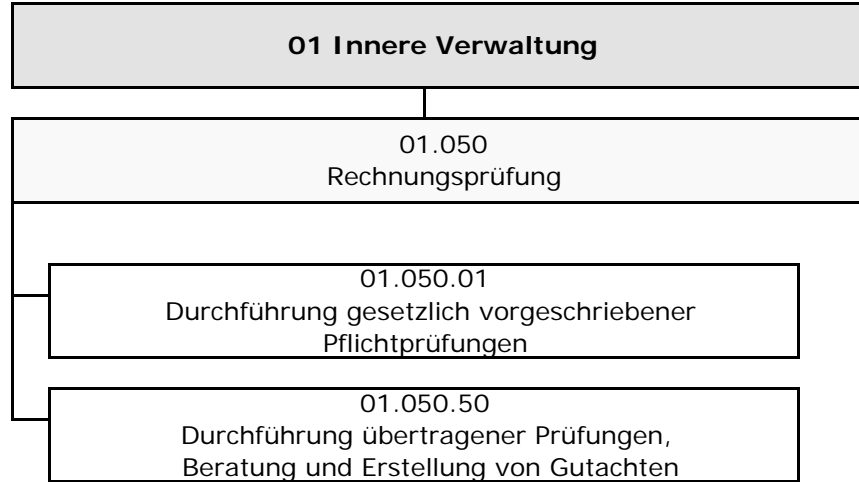 01 Innere Verwaltung
01.050
Rechnungsprüfung
01.050.01
Durchführung gesetzlich vorgeschriebener
Pflichtprüfungen
01.050.50
Durchführung übertragener Prüfungen,
Beratung und Erstellung von Gutachten